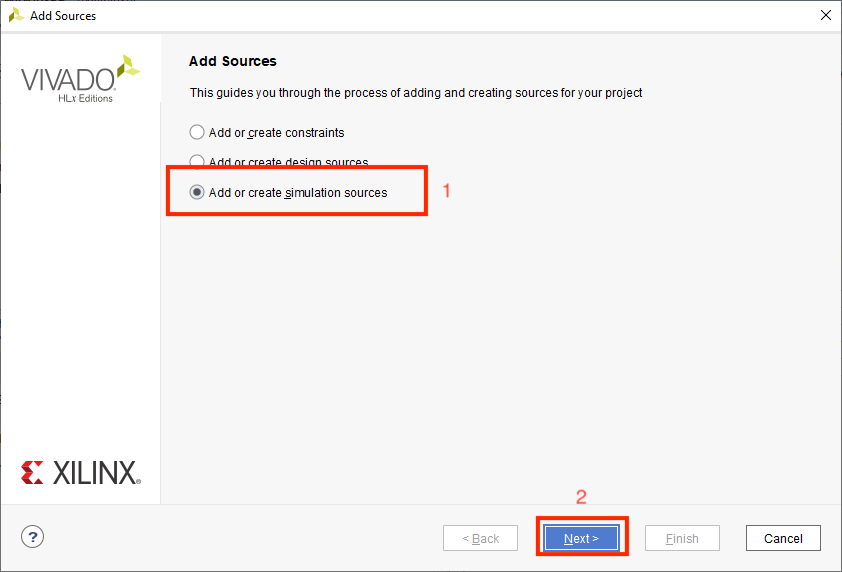 Add Sources
VIVADO.
HLx Editions
Add Sources
This guides you through the process of adding and creating sources for your project
Add or create constraints
Add or create design sources
Add or create simulation sources
1
XILINX®
2
?
< Back
Next >
Finish
Cancel